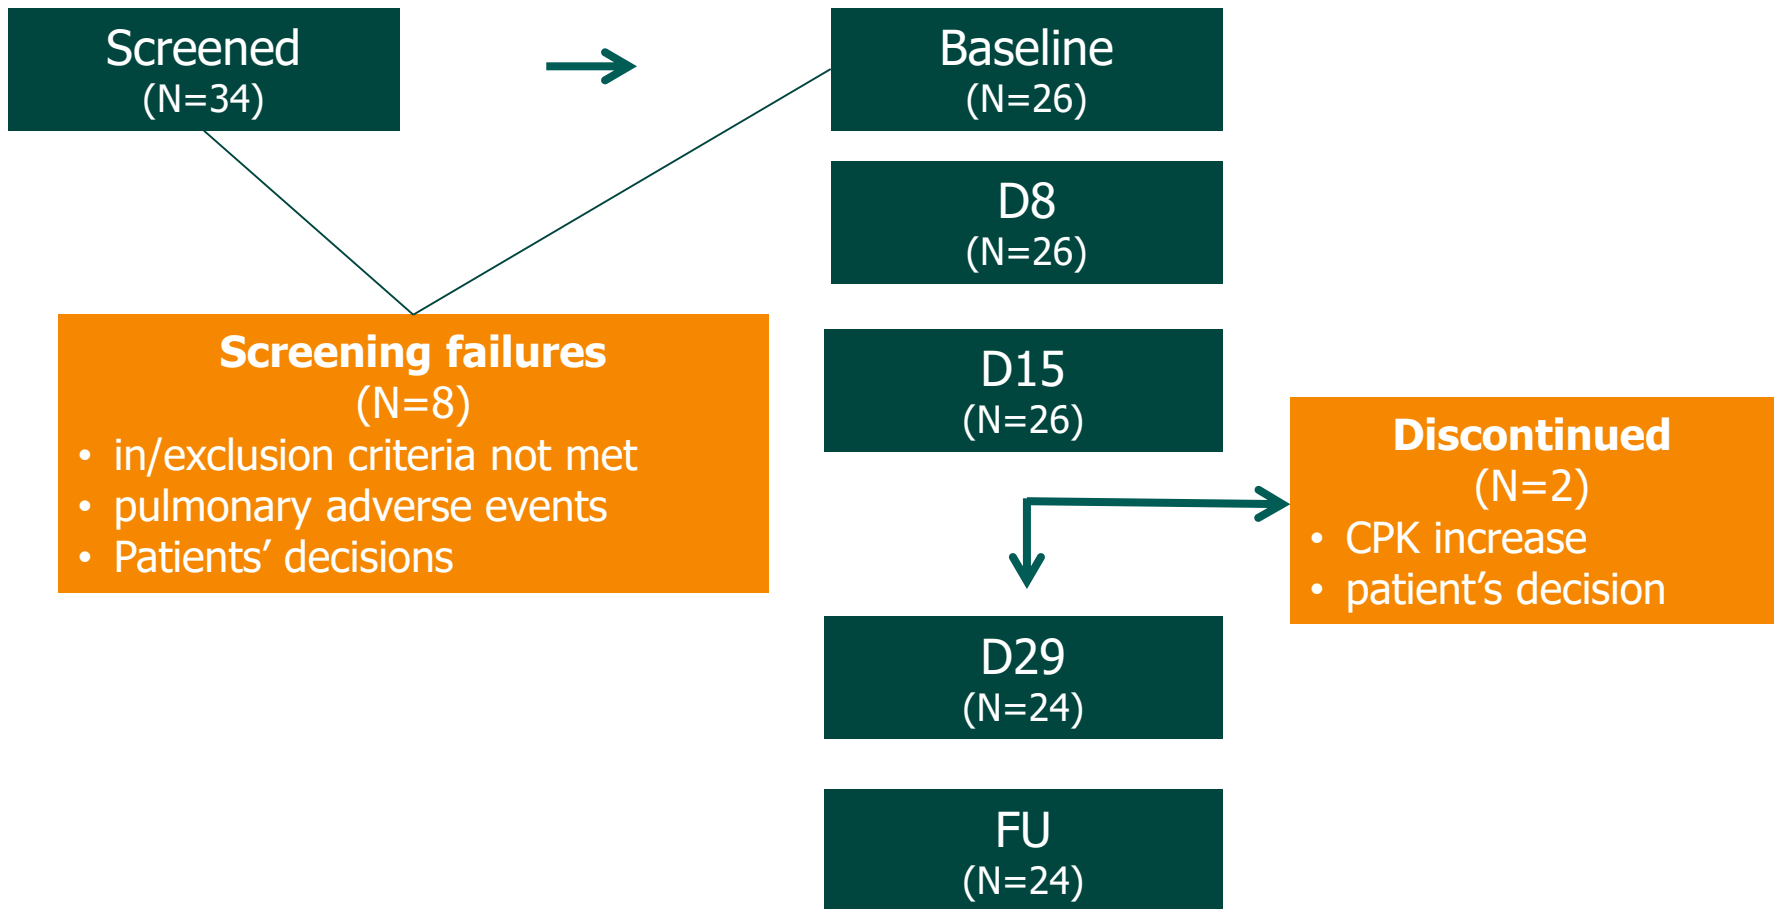 Screened
(N=34)
Baseline
(N=26)
D8
(N=26)
Screening failures
(N=8)
• in/exclusion criteria not met
• pulmonary adverse events
• Patients’ decisions
D15
(N=26)
Discontinued
(N=2)
• CPK increase
• patient’s decision
D29
(N=24)
FU
(N=24)